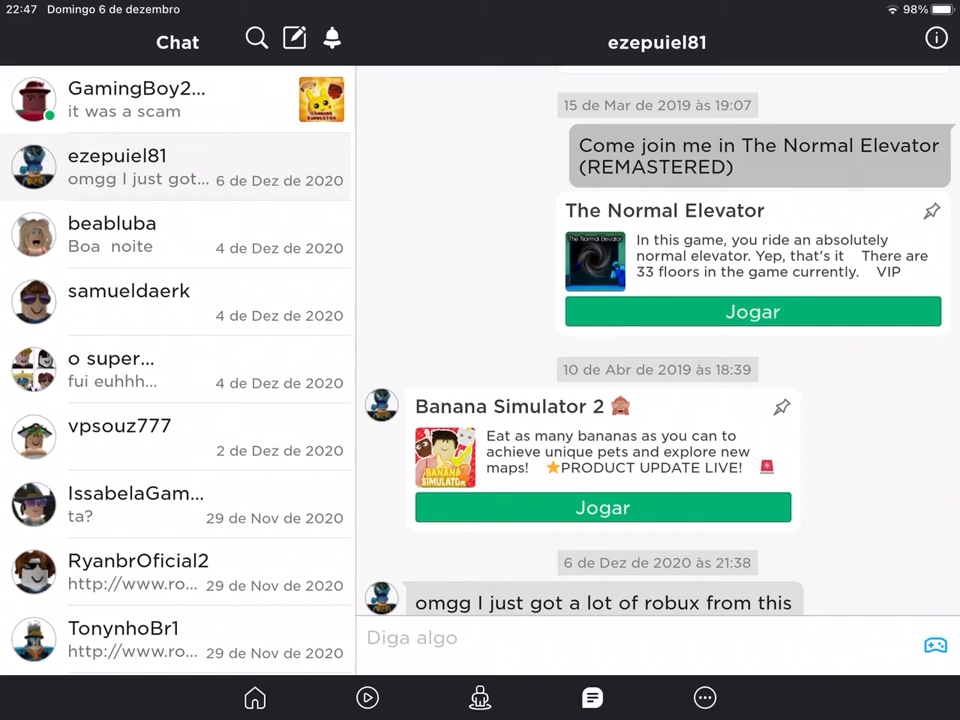 22:47 Domingo 6 de dezembro
98%
Chat
GamingBoy2...
it was a scam
ezepuiel81
omgg I just got... 6 de Dez de 2020
beabluba
Boa noite 4 de Dez de 2020
samueldaerk
4 de Dez de 2020
o super...
fui euhhh... 4 de Dez de 2020
vpsouz777
2 de Dez de 2020
IssabelaGam...
ta? 29 de Nov de 2020
RyanbrOficial2
http://www.ro... 29 de Nov de 2020
TonynhoBr1
http://www.ro... 29 de Nov de 2020
ezepuiel81
15 de Mar de 2019 às 19:07
Come join me in The Normal Elevator
(REMASTERED)
The Normal Elevator
The Normal Elevator
In this game, you ride an absolutely
normal elevator. Yep, that's it There are
33 floors in the game currently. VIP
Jogar
10 de Abr de 2019 às 18:39
Banana Simulator 2 🙉
BANANA
SIMULATOR
Eat as many bananas as you can to
achieve unique pets and explore new
maps! ⭐PRODUCT UPDATE LIVE! 🚨
Jogar
6 de Dez de 2020 às 21:38
omgg I just got a lot of robux from this
Diga algo